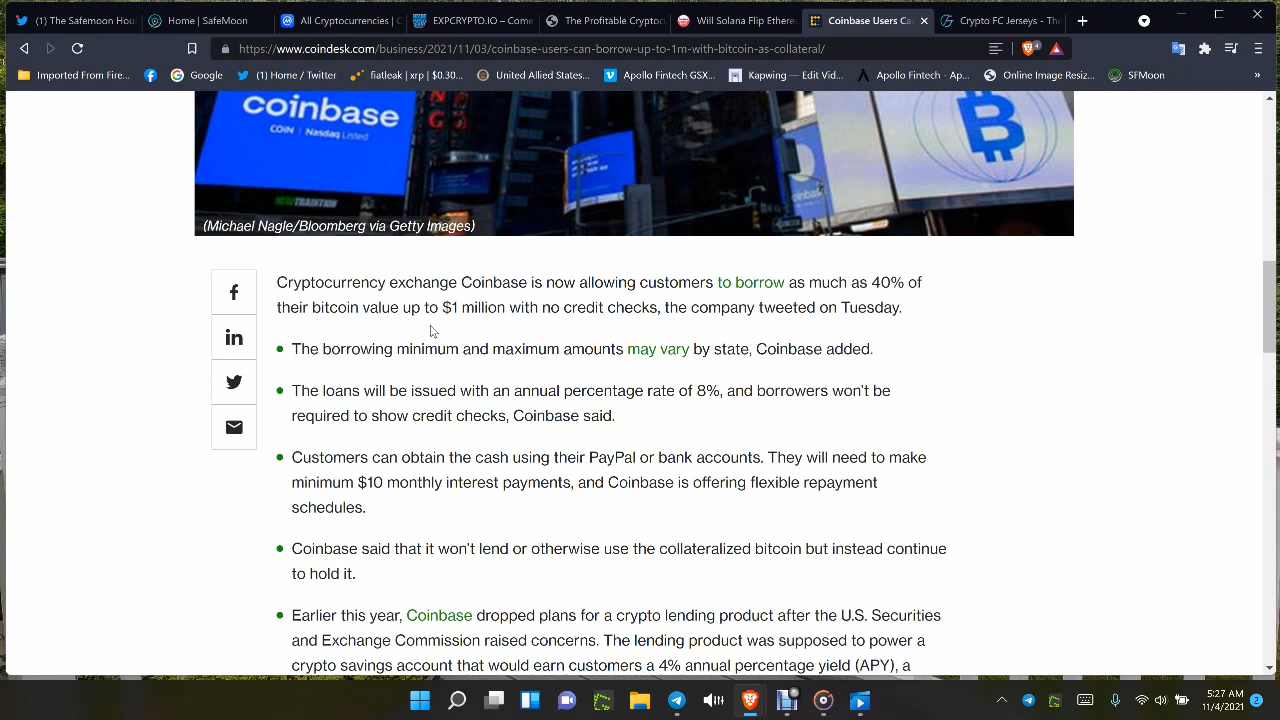 (1) The Safemoon Hou
Home | SafeMoon
All Cryptocurrencies | C
EXPCRYPTO.IO – Come
The Profitable Cryptoc
Will Solana Flip Ethere
Coinbase Users Ca
Crypto FC Jerseys - The
https://www.coindesk.com/business/2021/11/03/coinbase-users-can-borrow-up-to-1m-with-bitcoin-as-collateral/
4
Imported From Fire...
Google
(1) Home / Twitter
fiatleak | xrp | $0,30...
United Allied States...
Apollo Fintech GSX...
Kapwing — Edit Vid...
Apollo Fintech - Ap...
Online Image Resiz...
SFMoon
»
coinbase
COIN | Nasdaq Listed
NEWTRADITION
(Michael Nagle/Bloomberg via Getty Images)
Cryptocurrency exchange Coinbase is now allowing customers to borrow as much as 40% of
their bitcoin value up to $1 million with no credit checks, the company tweeted on Tuesday.
The borrowing minimum and maximum amounts may vary by state, Coinbase added.
The loans will be issued with an annual percentage rate of 8%, and borrowers won't be
required to show credit checks, Coinbase said.
Customers can obtain the cash using their PayPal or bank accounts. They will need to make
minimum $10 monthly interest payments, and Coinbase is offering flexible repayment
schedules.
Coinbase said that it won't lend or otherwise use the collateralized bitcoin but instead continue
to hold it.
Earlier this year, Coinbase dropped plans for a crypto lending product after the U.S. Securities
and Exchange Commission raised concerns. The lending product was supposed to power a
crypto savings account that would earn customers a 4% annual percentage yield (APY), a
5:27 AM
11/4/2021
2